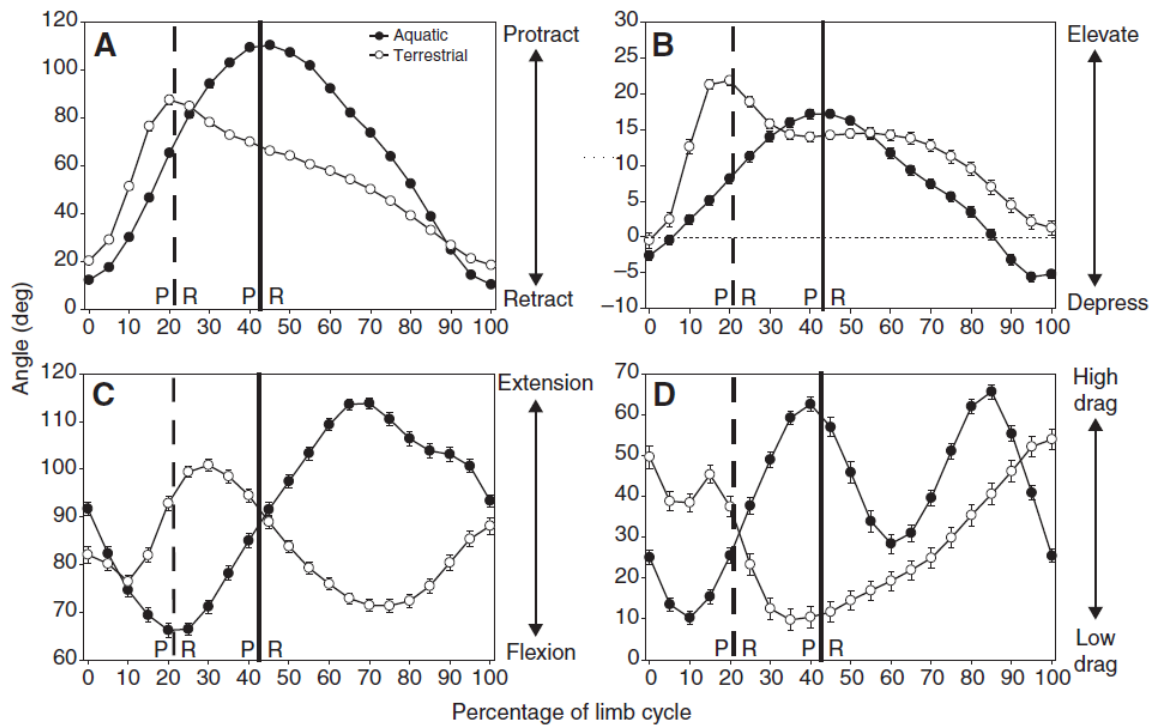 A
Aquatic
Terrestrial
120
100
80
60
40
20
0
P R P R
0 10 20 30 40 50 60 70 80 90 100
Protract
Retract
B
30
25
20
15
10
5
0
−5
−10
P R P R
0 10 20 30 40 50 60 70 80 90 100
Elevate
Depress
Angle (deg)
C
120
110
100
90
80
70
60
P R P R
0 10 20 30 40 50 60 70 80 90 100
Extension
Flexion
D
70
60
50
40
30
20
10
0
P R P R
0 10 20 30 40 50 60 70 80 90 100
High
drag
Low
drag
Percentage of limb cycle